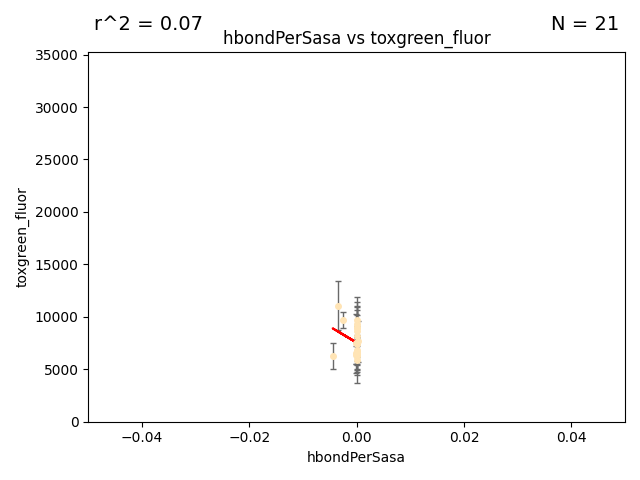 r^2 = 0.07
N = 21
hbondPerSasa vs toxgreen_fluor
35000
30000
25000
20000
15000
10000
5000
0
toxgreen_fluor
−0.04
−0.02
0.00
0.02
0.04
hbondPerSasa